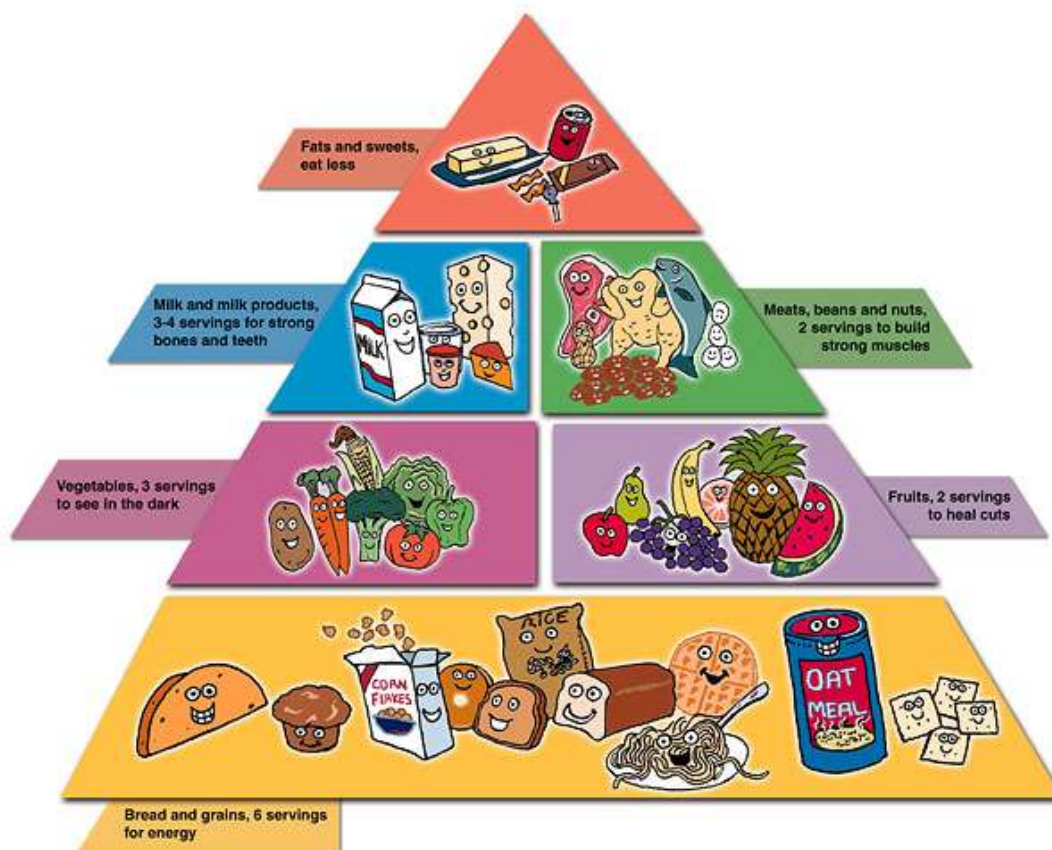 Fats and sweets,
eat less
Milk and milk products,
3-4 servings for strong
bones and teeth
MILK
Meats, beans and nuts,
2 servings to build
strong muscles
Vegetables, 3 servings
to see in the dark
Fruits, 2 servings
to heal cuts
RICE
CORN
FLAKES
OAT
MEAL
Bread and grains, 6 servings
for energy